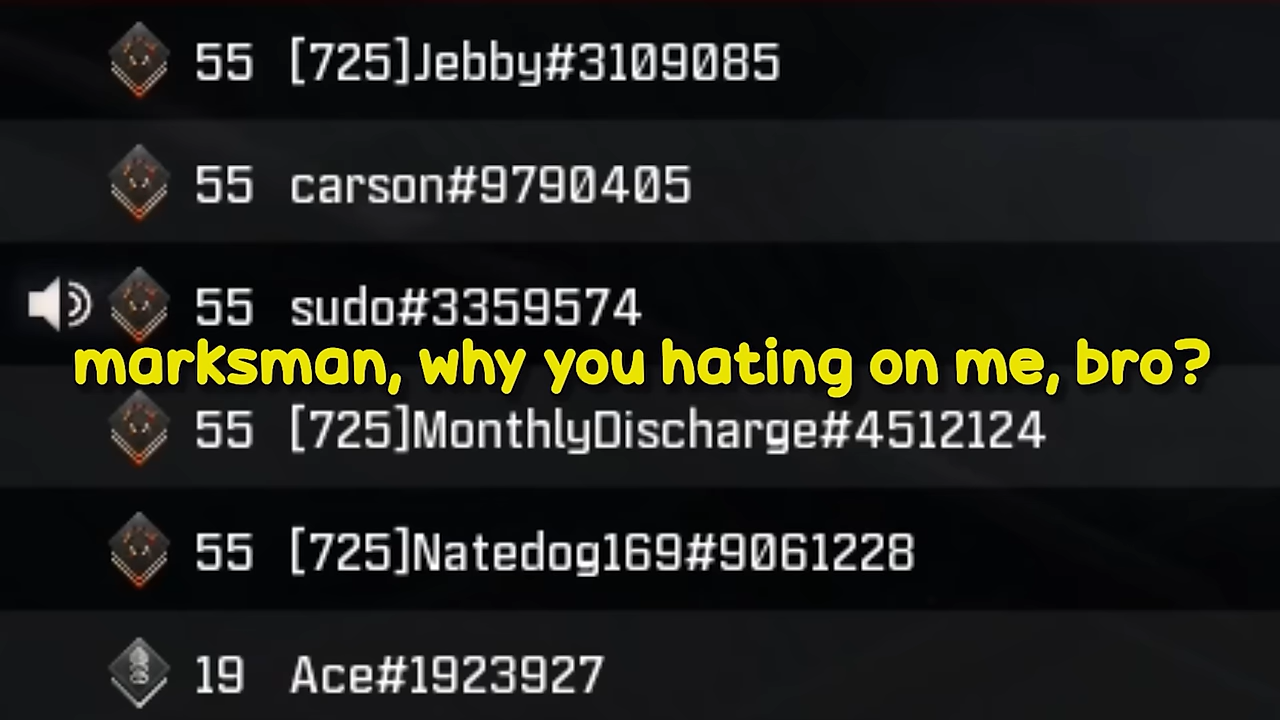 55 [725]Jebby#3109085
55 carson#9790405
55 sudo#3359574
marksman, why you hating on me, bro?
55 [725]MonthlyDischarge#4512124
55 [725]Natedog169#9061228
19 Ace#1923927